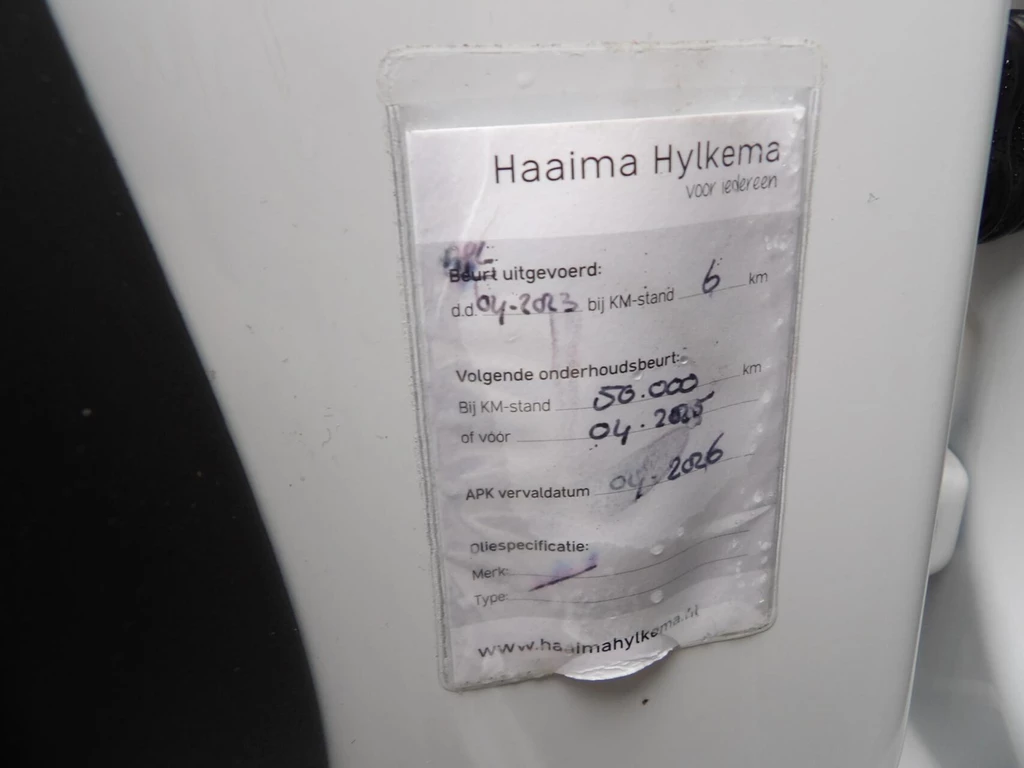 Haaima Hylkema
voor iedereen
Beurt uitgevoerd:
d.d. 04-2023 bij KM-stand 6 km
Volgende onderhoudsbeurt:
Bij KM-stand 50.000 km
of vóór 04.2025
APK vervaldatum 04-2026
Oliespecificatie:
Merk:
Type:
www.haaimahylkema.nl